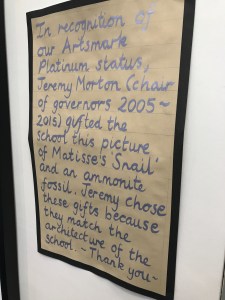 In recognition of
our Artsmark
Platinum status,
Jeremy Morton (chair
of governors 2005~
2015) gifted the
school this picture
of Matisse's 'Snail'
and an ammonite
fossil. Jeremy chose
these gifts because
they match the
architecture of the
school. ~ Thank you~